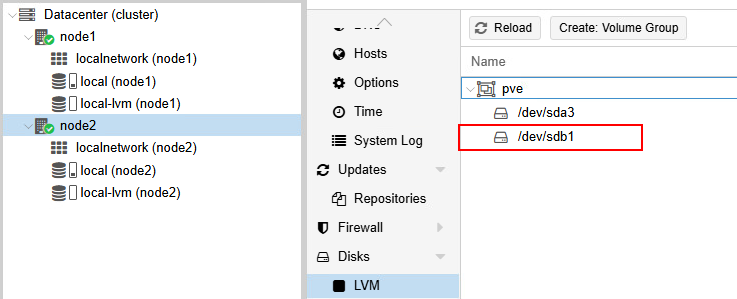 Datacenter (cluster)
node1
localnetwork (node1)
local (node1)
local-lvm (node1)
node2
localnetwork (node2)
local (node2)
local-lvm (node2)
Hosts
Options
Time
System Log
Updates
Repositories
Firewall
Disks
LVM
Reload
Create: Volume Group
Name
pve
/dev/sda3
/dev/sdb1